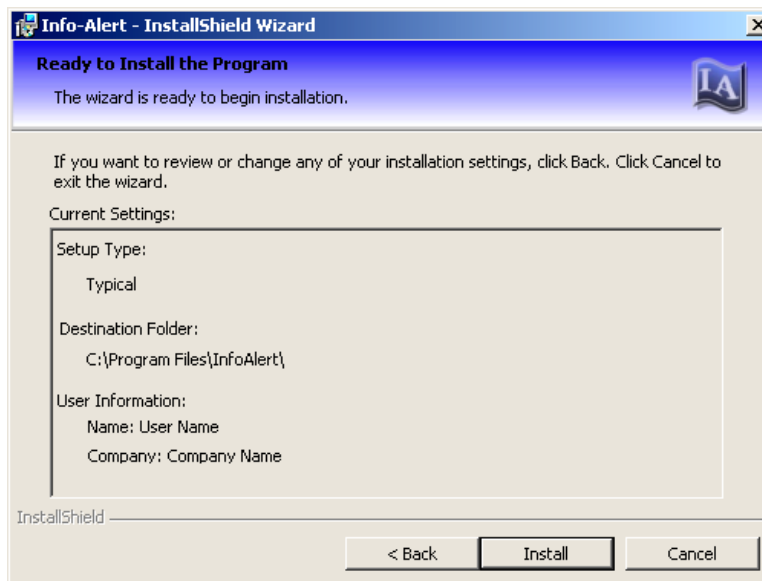 Info-Alert - InstallShield Wizard
Ready to Install the Program
The wizard is ready to begin installation.
IA
If you want to review or change any of your installation settings, click Back. Click Cancel to
exit the wizard.
Current Settings:
Setup Type:
Typical
Destination Folder:
C:\Program Files\InfoAlert\
User Information:
Name: User Name
Company: Company Name
InstallShield
< Back Install Cancel